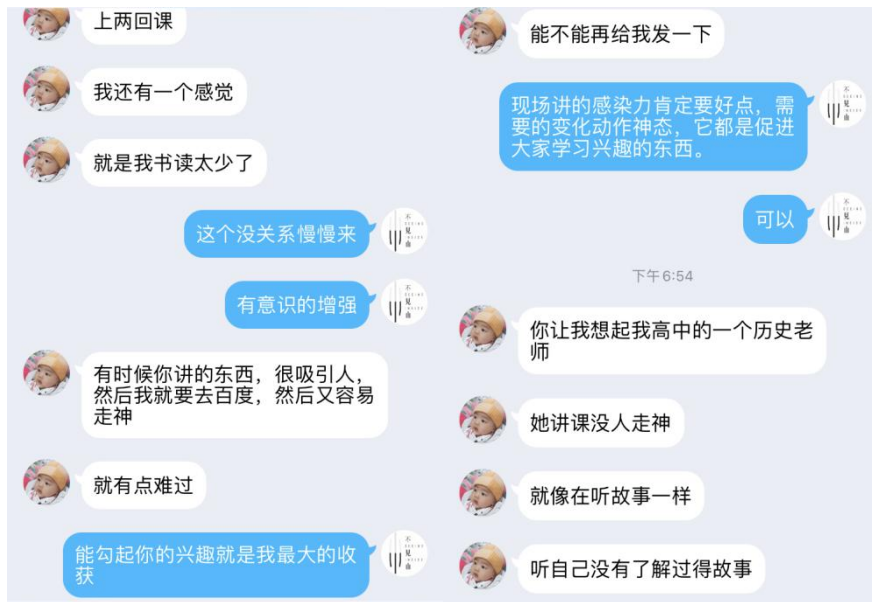 上两回课
我还有一个感觉
就是我书读太少了
这个没关系慢慢来
有意识的增强
有时候你讲的东西，很吸引人，
然后我就要去百度，然后又容易
走神
就有点难过
能勾起你的兴趣就是我最大的收
获
能不能再给我发一下
现场讲的感染力肯定要好点，需
要的变化动作神态，它都是促进
大家学习兴趣的东西。
可以
下午6:54
你让我想起我高中的一个历史老
师
她讲课没人走神
就像在听故事一样
听自己没有了解过得故事